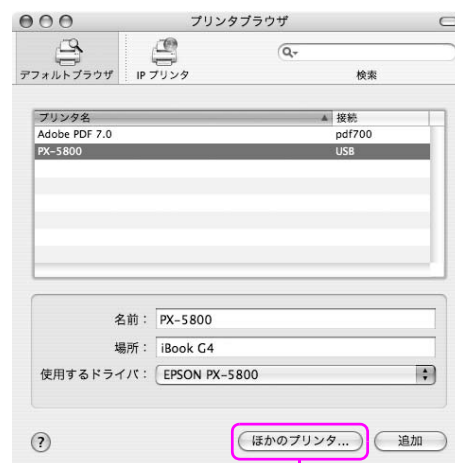 プリンタブラウザ
デフォルトブラウザ IP プリンタ 検索
プリンタ名 接続
Adobe PDF 7.0 pdf700
PX-5800 USB
名前： PX-5800
場所： iBook G4
使用するドライバ： EPSON PX-5800
? ほかのプリンタ... 追加